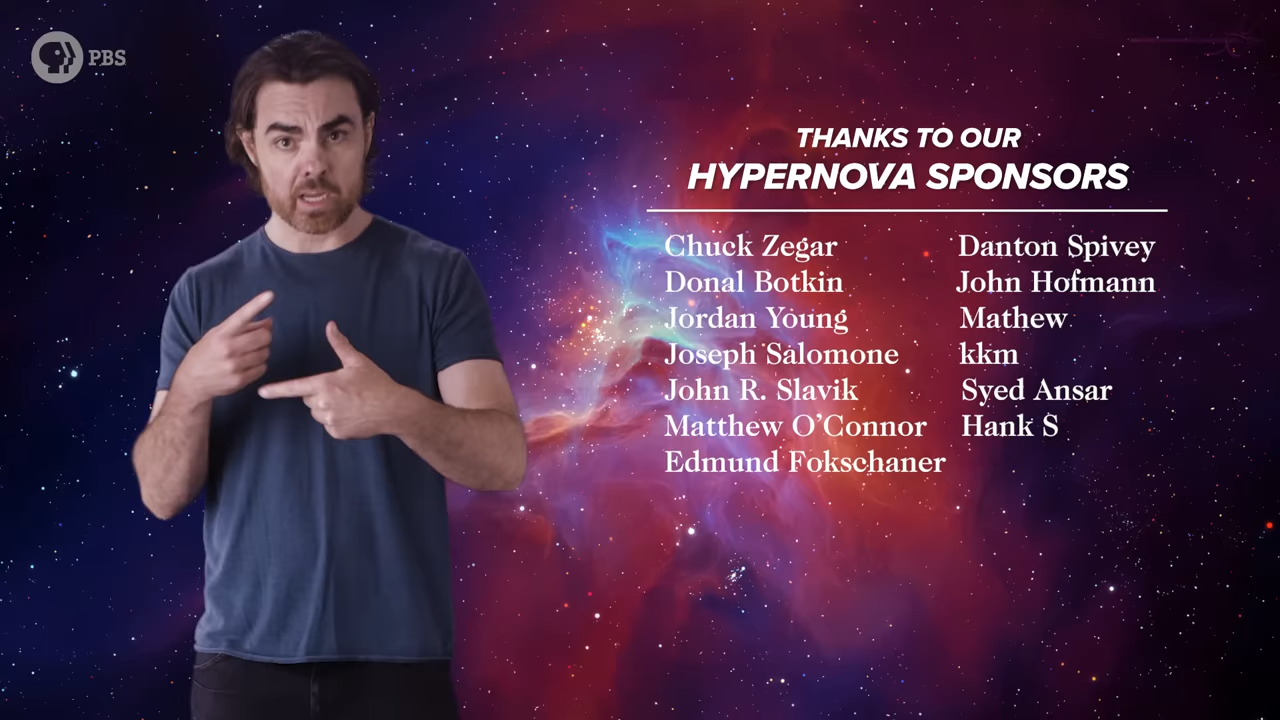 PBS
THANKS TO OUR
HYPERNOVA SPONSORS
Chuck Zegar
Donal Botkin
Jordan Young
Joseph Salomone
John R. Slavik
Matthew O’Connor
Edmund Fokschaner
Danton Spivey
John Hofmann
Mathew
kkm
Syed Ansar
Hank S